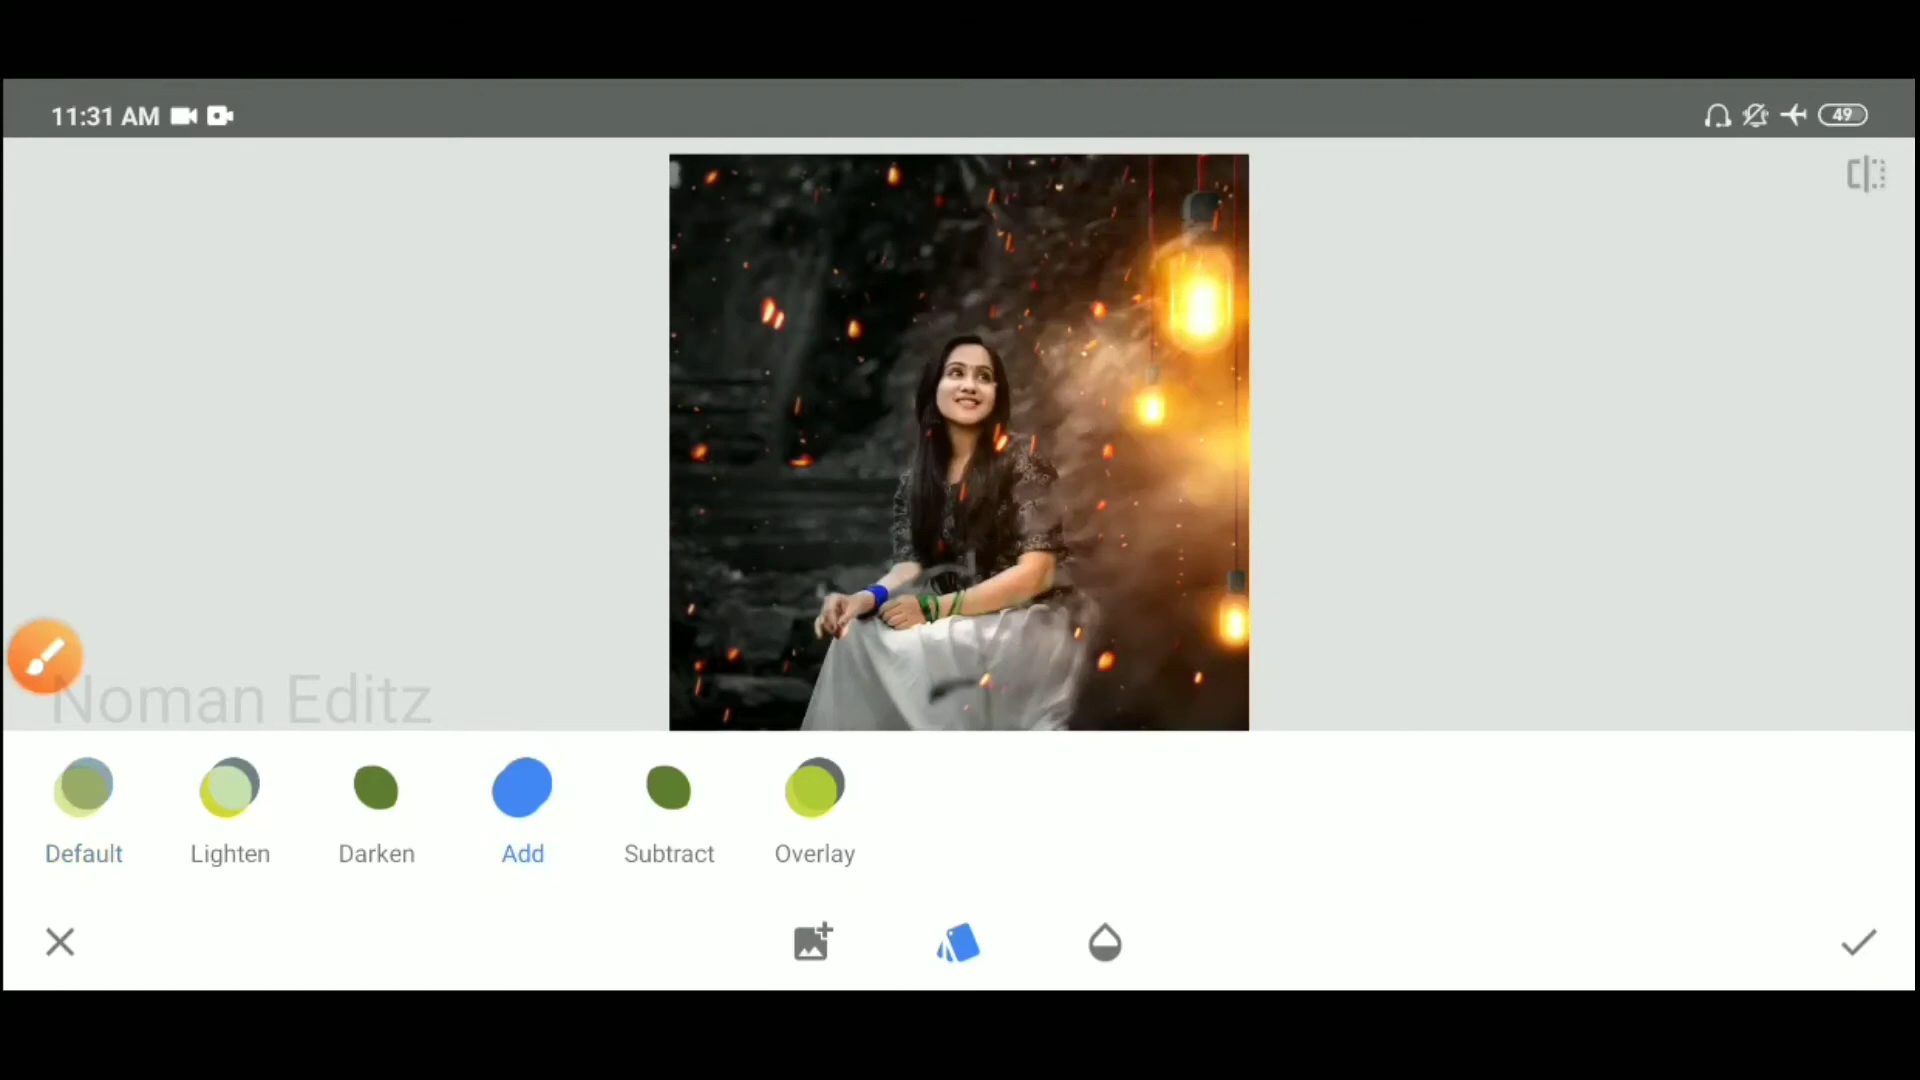 11:31 AM
49
Noman Editz
Default
Lighten
Darken
Add
Subtract
Overlay